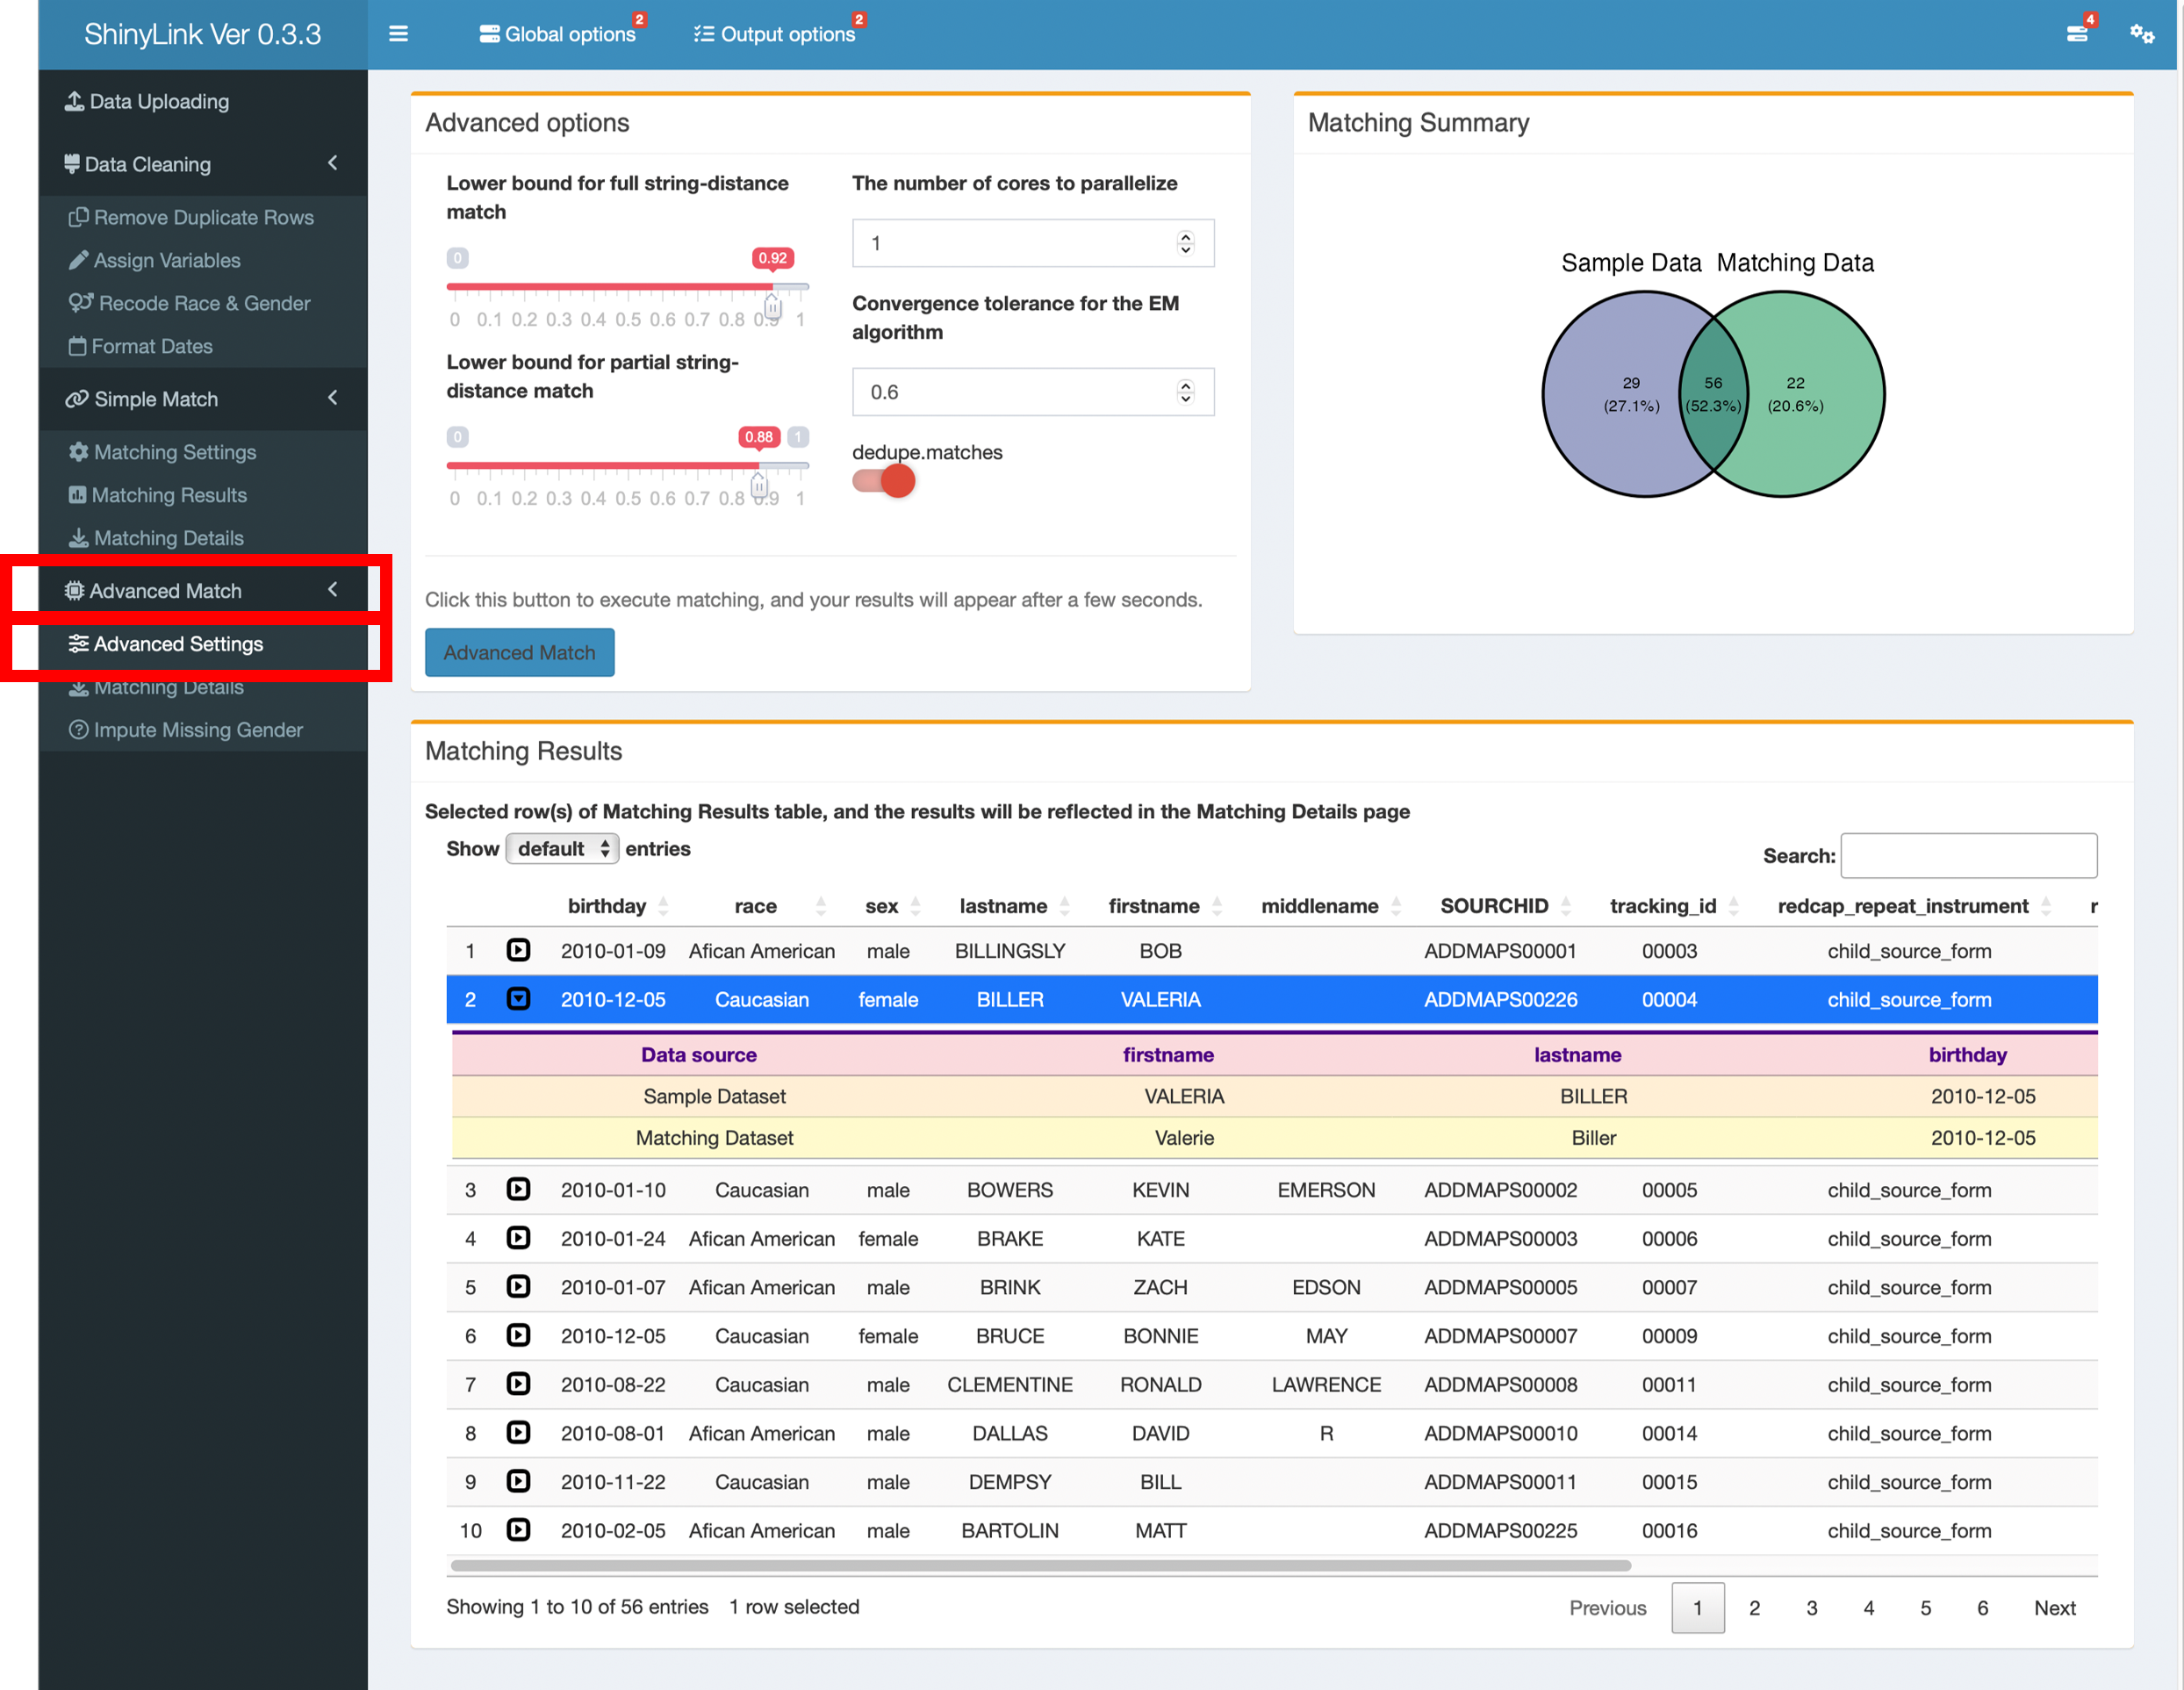 ShinyLink Ver 0.3.3
Global options 2
Output options 2
4
Data Uploading
Data Cleaning
Remove Duplicate Rows
Assign Variables
Recode Race & Gender
Format Dates
Simple Match
Matching Settings
Matching Results
Matching Details
Advanced Match
Advanced Settings
Matching Details
Impute Missing Gender
Advanced options
Lower bound for full string-distance
match
0 0.92
0 0.1 0.2 0.3 0.4 0.5 0.6 0.7 0.8 0.9 1
Lower bound for partial string-
distance match
0 0.88 1
0 0.1 0.2 0.3 0.4 0.5 0.6 0.7 0.8 0.9 1
The number of cores to parallelize
1
Convergence tolerance for the EM
algorithm
0.6
dedupe.matches
Click this button to execute matching, and your results will appear after a few seconds.
Advanced Match
Matching Summary
Sample Data Matching Data
29 56 22
(27.1%) (52.3%) (20.6%)
Matching Results
Selected row(s) of Matching Results table, and the results will be reflected in the Matching Details page
Show default entries
Search:
birthday race sex lastname firstname middlename SOURCHID tracking_id redcap_repeat_instrument r
1 2010-01-09 Afican American male BILLINGSLY BOB ADDMAPS00001 00003 child_source_form
2 2010-12-05 Caucasian female BILLER VALERIA ADDMAPS00226 00004 child_source_form
Data source firstname lastname birthday
Sample Dataset VALERIA BILLER 2010-12-05
Matching Dataset Valerie Biller 2010-12-05
3 2010-01-10 Caucasian male BOWERS KEVIN EMERSON ADDMAPS00002 00005 child_source_form
4 2010-01-24 Afican American female BRAKE KATE ADDMAPS00003 00006 child_source_form
5 2010-01-07 Afican American male BRINK ZACH EDSON ADDMAPS00005 00007 child_source_form
6 2010-12-05 Caucasian female BRUCE BONNIE MAY ADDMAPS00007 00009 child_source_form
7 2010-08-22 Caucasian male CLEMENTINE RONALD LAWRENCE ADDMAPS00008 00011 child_source_form
8 2010-08-01 Afican American male DALLAS DAVID R ADDMAPS00010 00014 child_source_form
9 2010-11-22 Caucasian male DEMPSY BILL ADDMAPS00011 00015 child_source_form
10 2010-02-05 Afican American male BARTOLIN MATT ADDMAPS00225 00016 child_source_form
Showing 1 to 10 of 56 entries 1 row selected
Previous 1 2 3 4 5 6 Next